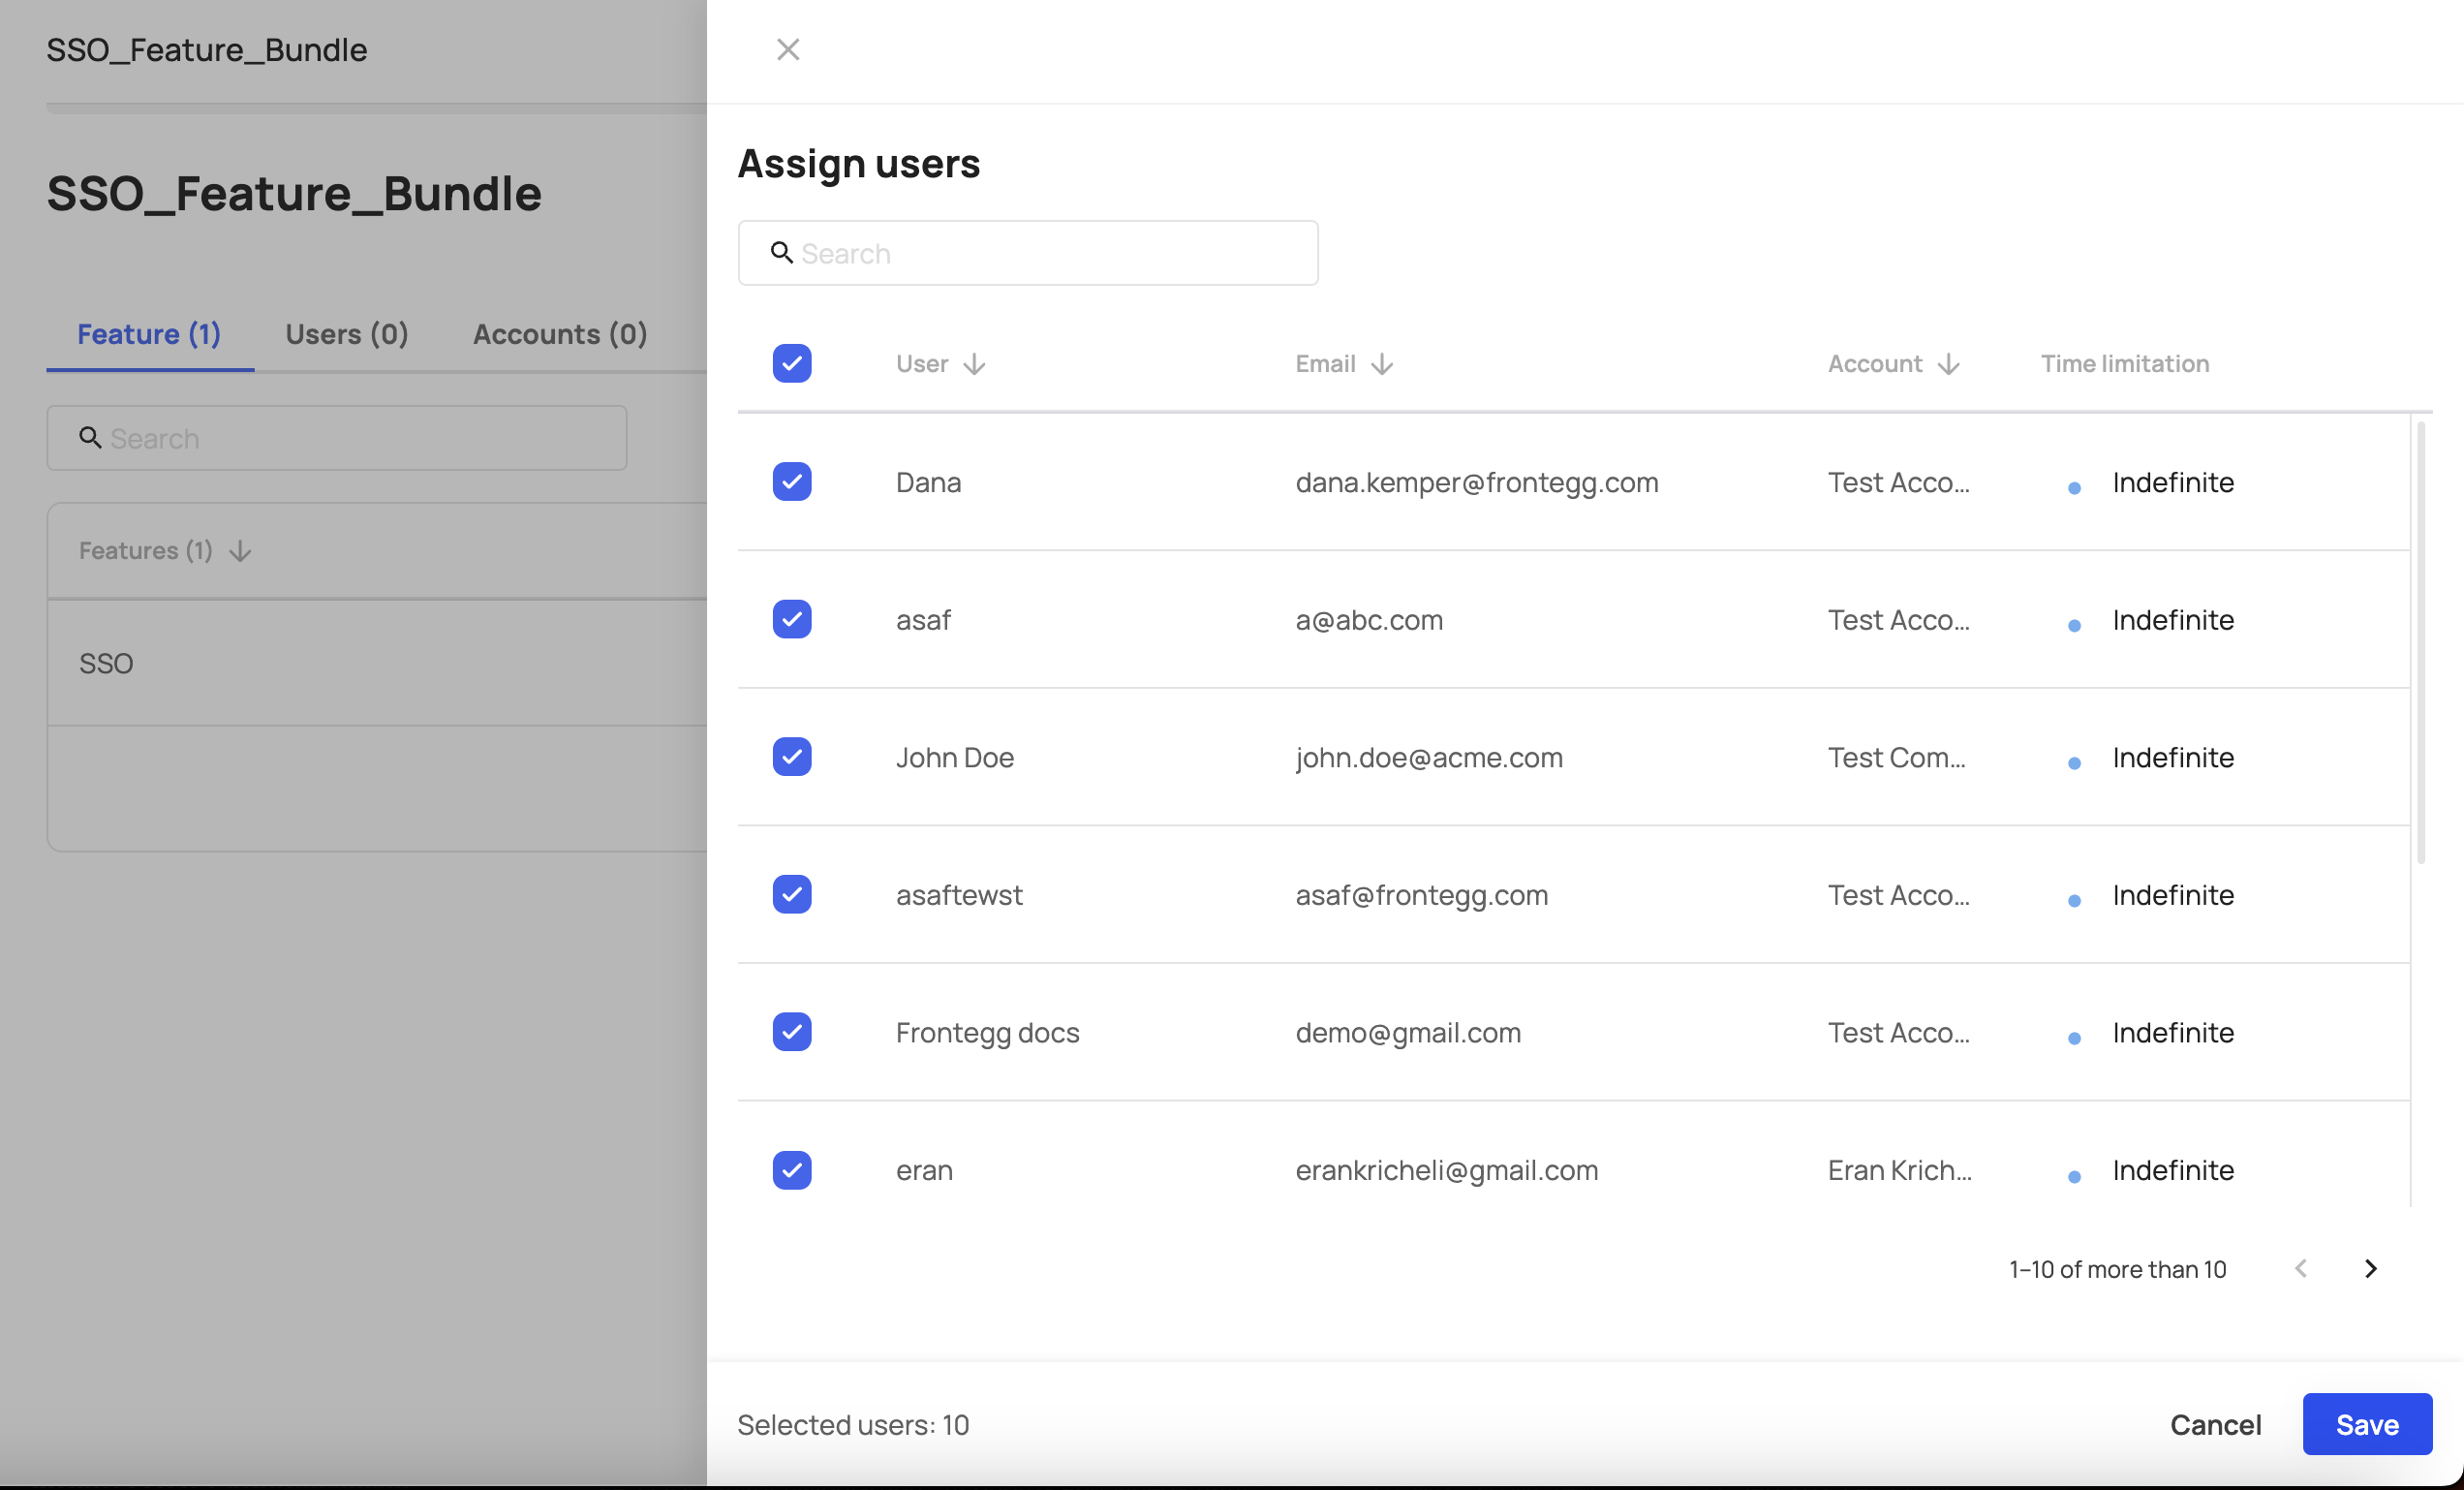 SSO_Feature_Bundle
SSO_Feature_Bundle
Feature (1) Users (0) Accounts (0)
Search
Features (1)
SSO
Assign users
Search
User Email Account Time limitation
Dana dana.kemper@frontegg.com Test Acco... Indefinite
asaf a@abc.com Test Acco... Indefinite
John Doe john.doe@acme.com Test Com... Indefinite
asaftewst asaf@frontegg.com Test Acco... Indefinite
Frontegg docs demo@gmail.com Test Acco... Indefinite
eran erankricheli@gmail.com Eran Krich... Indefinite
1–10 of more than 10
Selected users: 10 Cancel Save